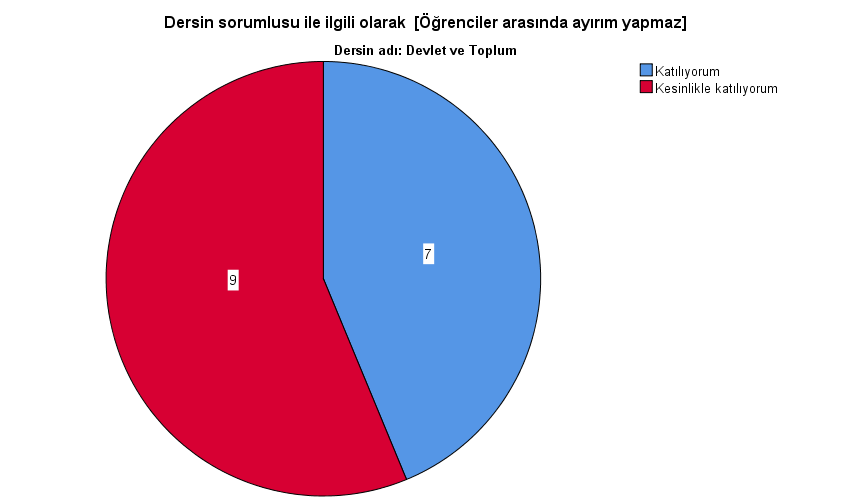 Dersin sorumlusu ile ilgili olarak  [Öğrenciler arasında ayırım yapmaz]
Dersin adı: Devlet ve Toplum
Katılıyorum
Kesinlikle katılıyorum
7
9